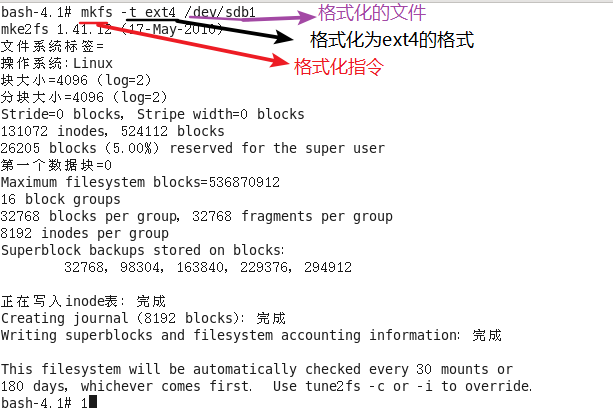 bash-4.1# mkfs -t ext4 /dev/sdb1
格式化的文件
mke2fs 1.41.12 (17-May-2010)
格式化为ext4的格式
文件系统标签=
操作系统:Linux
格式化指令
块大小=4096 (log=2)
分块大小=4096 (log=2)
Stride=0 blocks, Stripe width=0 blocks
131072 inodes, 524112 blocks
26205 blocks (5.00%) reserved for the super user
第一个数据块=0
Maximum filesystem blocks=536870912
16 block groups
32768 blocks per group, 32768 fragments per group
8192 inodes per group
Superblock backups stored on blocks:
32768, 98304, 163840, 229376, 294912
正在写入inode表: 完成
Creating journal (8192 blocks): 完成
Writing superblocks and filesystem accounting information: 完成
This filesystem will be automatically checked every 30 mounts or
180 days, whichever comes first.  Use tune2fs -c or -i to override.
bash-4.1# 1